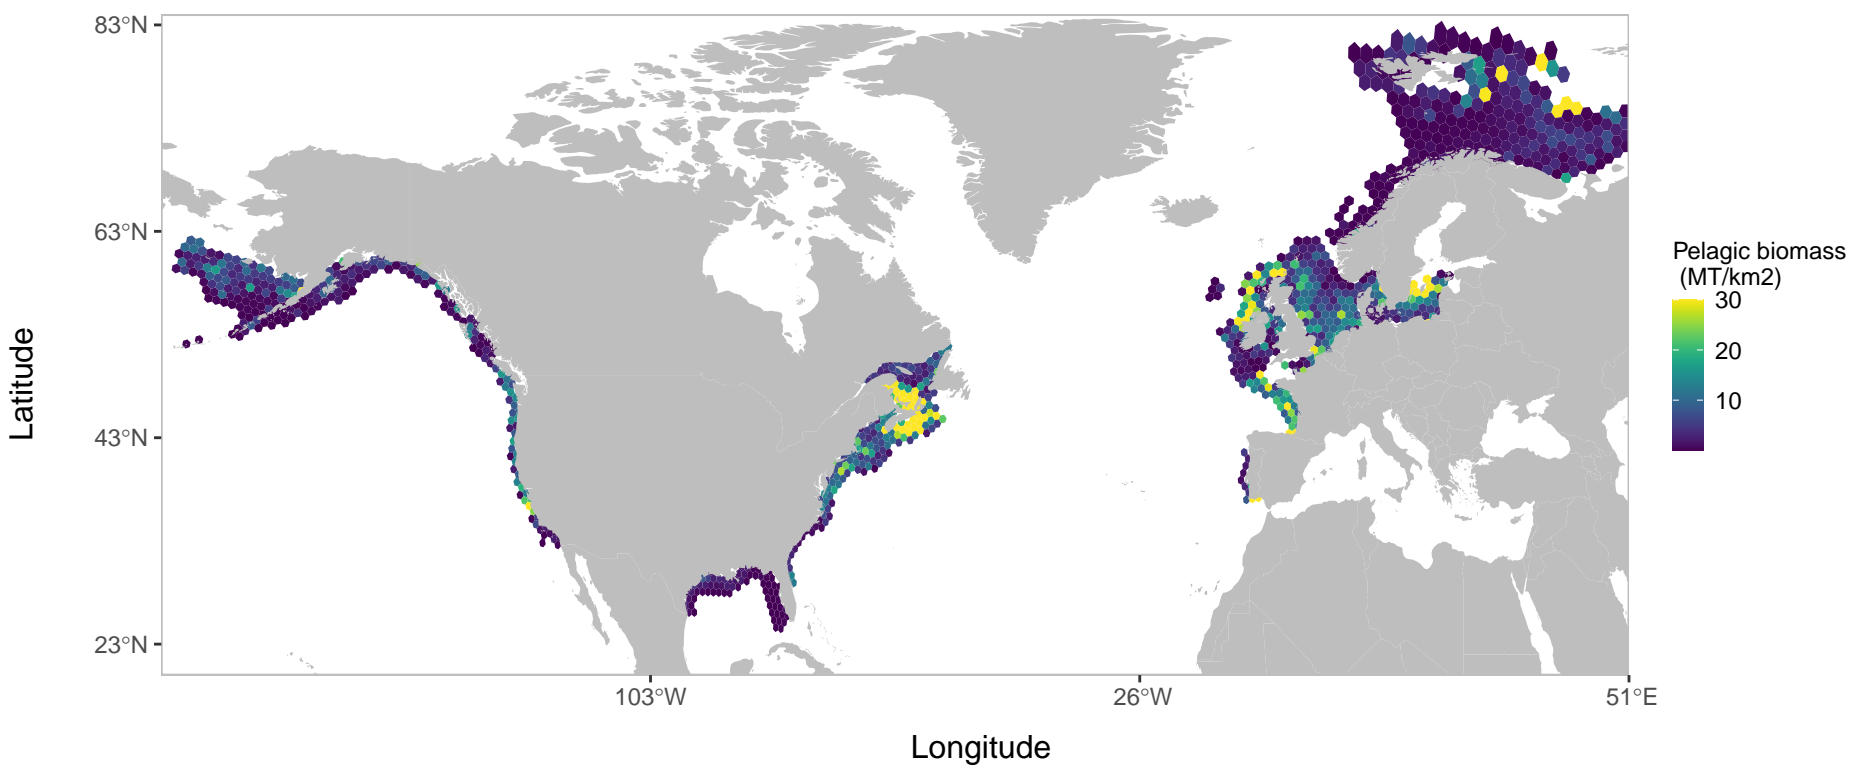 83°N
63°N
43°N
23°N
Latitude
103°W
26°W
51°E
Longitude
Pelagic biomass
(MT/km2)
30
20
10